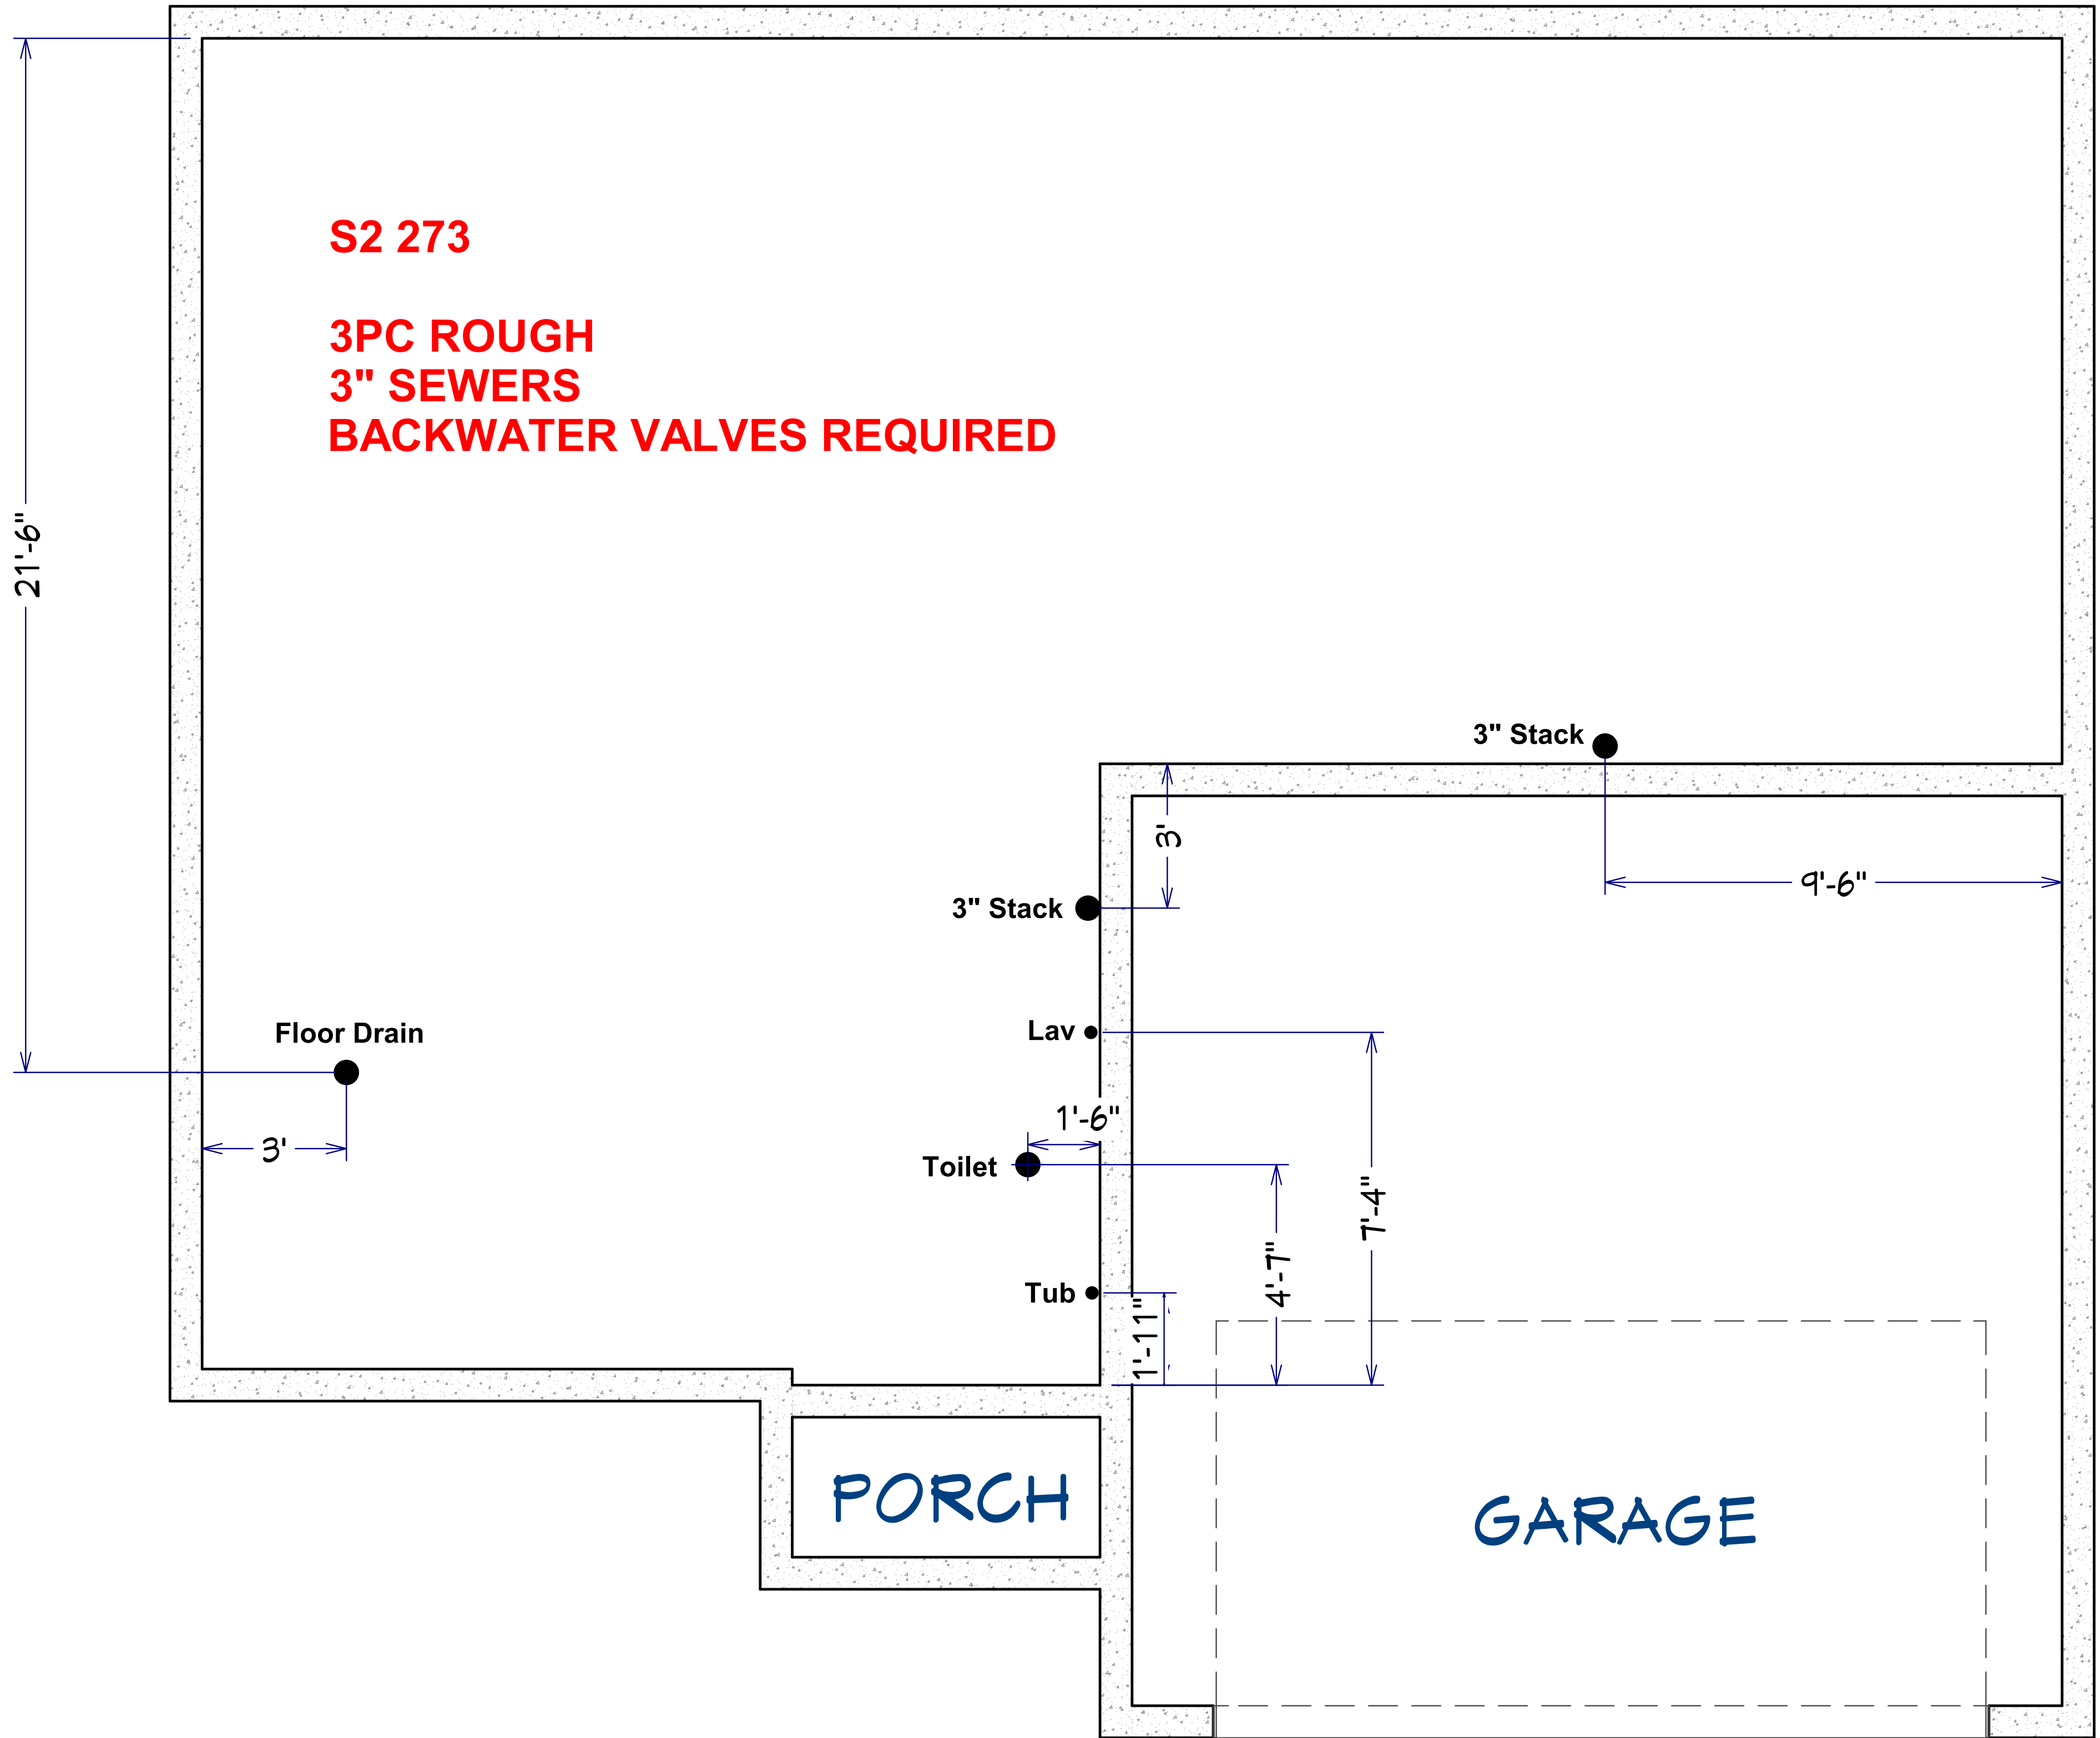 S2 273
3PC ROUGH
3" SEWERS
BACKWATER VALVES REQUIRED
21'-6"
3" Stack
3'
9'-6"
3" Stack
Floor Drain
Lav
1'-6"
3'
Toilet
7'-4"
4'-7"
Tub
1'-11"
PORCH
GARAGE